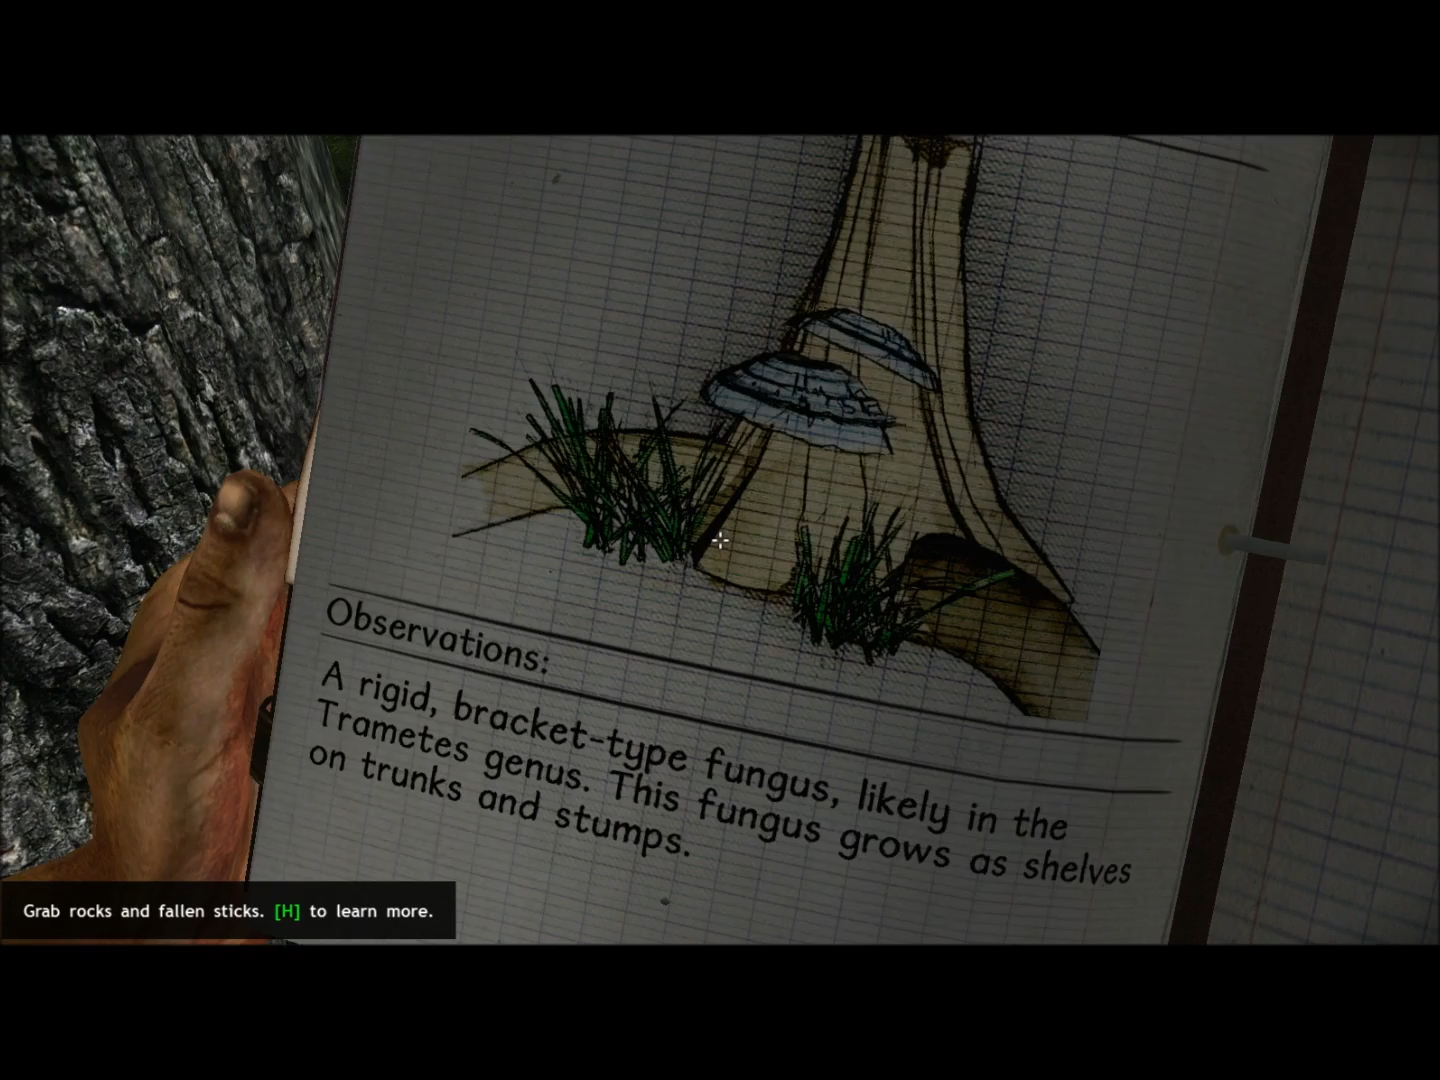 Observations:
A rigid, bracket-type fungus, likely in the
Trametes genus. This fungus grows as shelves
on trunks and stumps.
Grab rocks and fallen sticks. [H] to learn more.